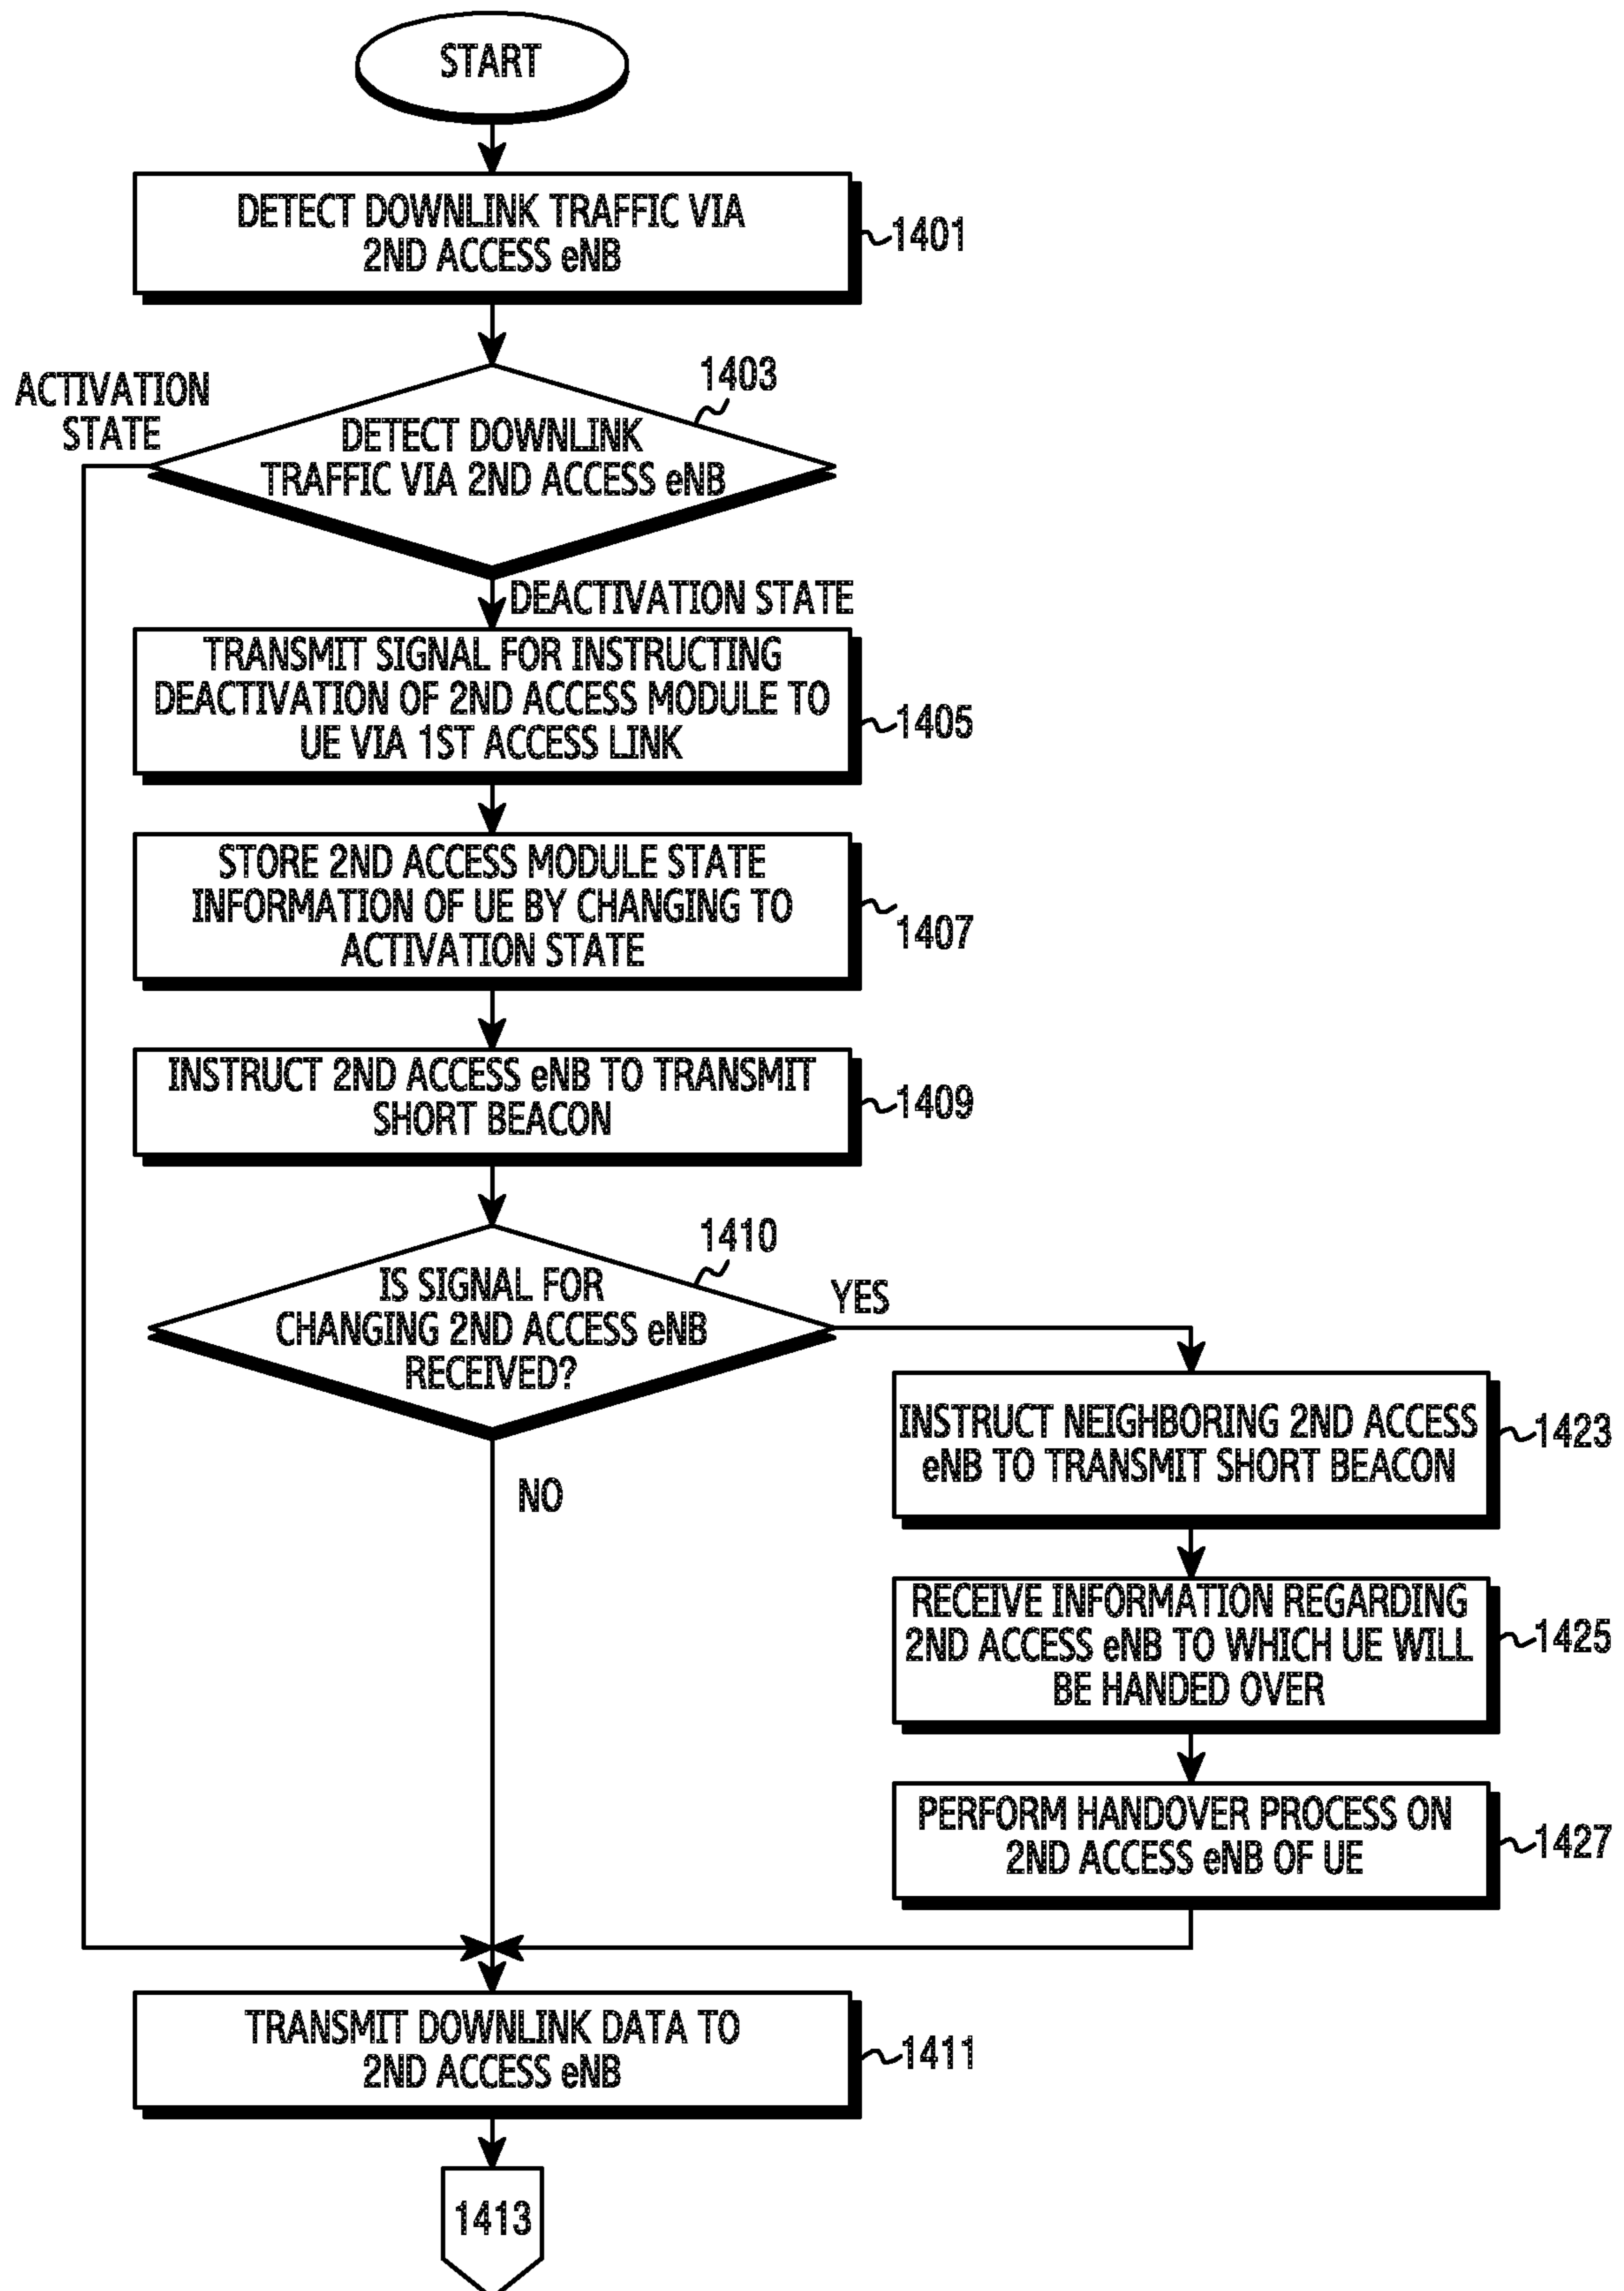 START
DETECT DOWNLINK TRAFFIC VIA
2ND ACCESS eNB
1401
1403
ACTIVATION
STATE
DETECT DOWNLINK
TRAFFIC VIA 2ND ACCESS eNB
DEACTIVATION STATE
TRANSMIT SIGNAL FOR INSTRUCTING
DEACTIVATION OF 2ND ACCESS MODULE TO
UE VIA 1ST ACCESS LINK
1405
STORE 2ND ACCESS MODULE STATE
INFORMATION OF UE BY CHANGING TO
ACTIVATION STATE
1407
INSTRUCT 2ND ACCESS eNB TO TRANSMIT
SHORT BEACON
1409
1410
IS SIGNAL FOR
CHANGING 2ND ACCESS eNB
RECEIVED?
YES
NO
INSTRUCT NEIGHBORING 2ND ACCESS
eNB TO TRANSMIT SHORT BEACON
1423
RECEIVE INFORMATION REGARDING
2ND ACCESS eNB TO WHICH UE WILL
BE HANDED OVER
1425
PERFORM HANDOVER PROCESS ON
2ND ACCESS eNB OF UE
1427
TRANSMIT DOWNLINK DATA TO
2ND ACCESS eNB
1411
1413